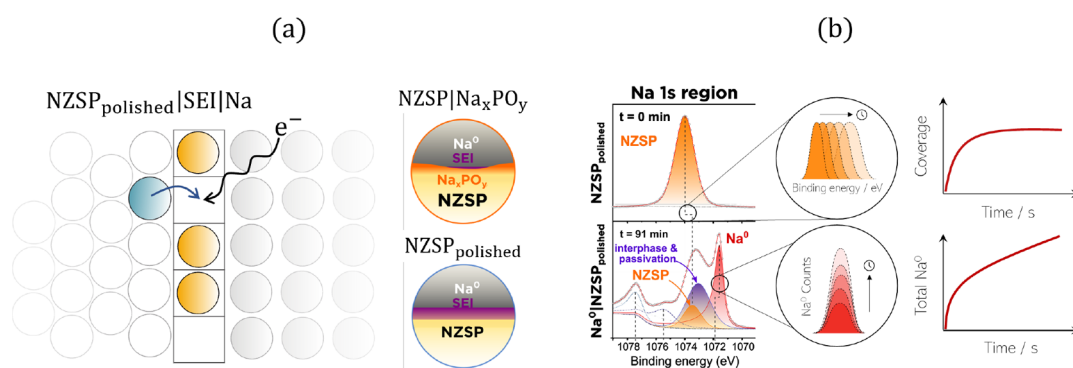 (a)
NZSP_polished|SEI|Na
e⁻
NZSP|Na_xPO_y
Na⁰
SEI
Na_xPO_y
NZSP
NZSP_polished
Na⁰
SEI
NZSP
(b)
Na 1s region
NZSP_polished
t = 0 min
NZSP
Binding energy / eV
Coverage
Time / s
Na⁰|NZSP_polished
t = 91 min
Na⁰
interphase &
passivation
NZSP
1078 1076 1074 1072 1070
Binding energy (eV)
Na⁰ Counts
Total Na⁰
Time / s